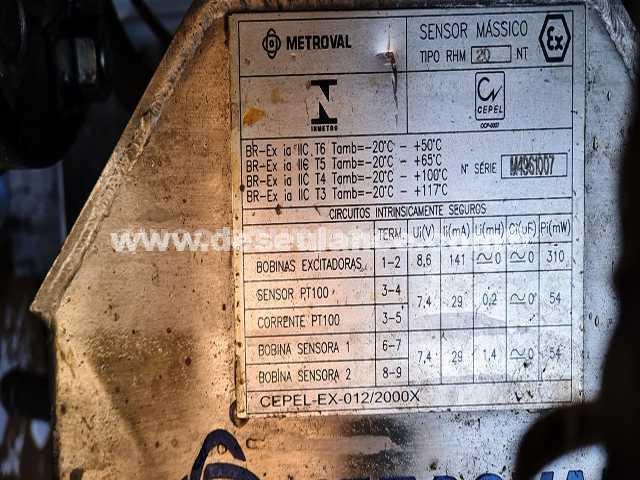 METROVAL
SENSOR MÁSSICO
TIPO RHM 20 NT
Ex
INMETRO
CEPEL
OCP-0007
BR-Ex ia IIC T6 Tamb=-20°C - +50°C
BR-Ex ia IIC T5 Tamb=-20°C - +65°C
BR-Ex ia IIC T4 Tamb=-20°C - +100°C
BR-Ex ia IIC T3 Tamb=-20°C - +117°C
N° SÉRIE M4961007
CIRCUITOS INTRINSICAMENTE SEGUROS
TERM. Ui(V) Ii(mA) Li(mH) Ci(uF) Pi(mW)
BOBINAS EXCITADORAS 1-2 8,6 141 ≃0 ≃0 310
SENSOR PT100 3-4
7,4 29 0,2 ≃0 54
CORRENTE PT100 3-5
BOBINA SENSORA 1 6-7
7,4 29 1,4 ≃0 54
BOBINA SENSORA 2 8-9
CEPEL-EX-012/2000X